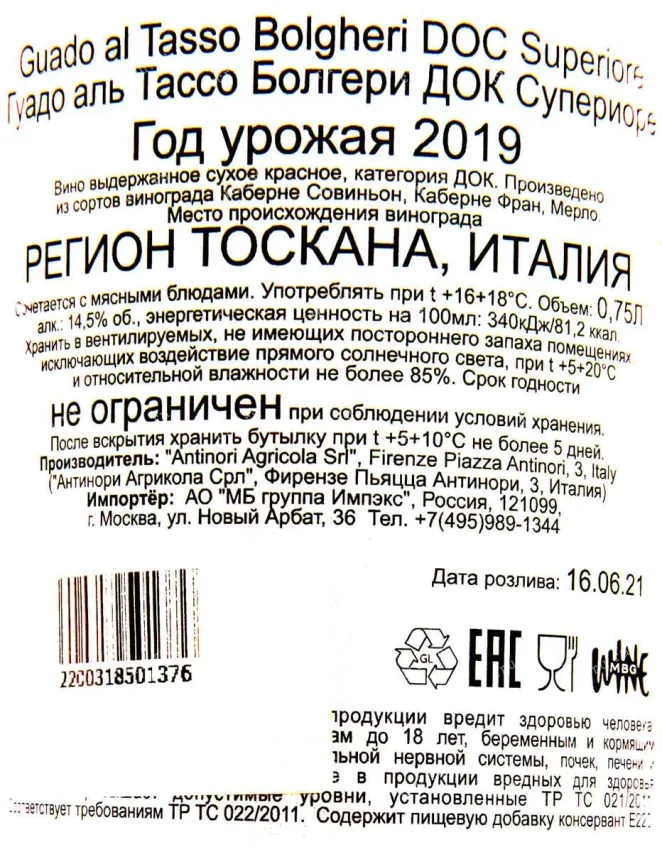 Guado al Tasso Bolgheri DOC Superiore
Гуадо аль Тассо Болгери ДОК Супериоре
Год урожая 2019
Вино выдержанное сухое красное, категория ДОК. Произведено
из сортов винограда Каберне Совиньон, Каберне Фран, Мерло.
Место происхождения винограда
РЕГИОН ТОСКАНА, ИТАЛИЯ
Сочетается с мясными блюдами. Употреблять при t +16+18°C. Объем: 0,75Л
алк.: 14,5% об., энергетическая ценность на 100мл: 340кДж/81,2 ккал.
Хранить в вентилируемых, не имеющих постороннего запаха помещениях
исключающих воздействие прямого солнечного света, при t +5+20°C
и относительной влажности не более 85%. Срок годности
не ограничен при соблюдении условий хранения.
После вскрытия хранить бутылку при t +5+10°C не более 5 дней.
Производитель: "Antinori Agricola Srl", Firenze Piazza Antinori, 3, Italy
("Антинори Агрикола Срл", Фирензе Пьяцца Антинори, 3, Италия)
Импортёр: АО "МБ группа Импэкс", Россия, 121099,
г. Москва, ул. Новый Арбат, 36 Тел. +7(495)989-1344
Дата розлива: 16.06.21
2200318501376
GL EAC WINE MBG
продукции вредит здоровью человека
ам до 18 лет, беременным и кормящ
льной нервной системы, почек, печени
в продукции вредных для здоровья
допустимые уровни, установленные ТР ТС 021/2011
соответствует требованиям ТР ТС 022/2011. Содержит пищевую добавку консервант Е22